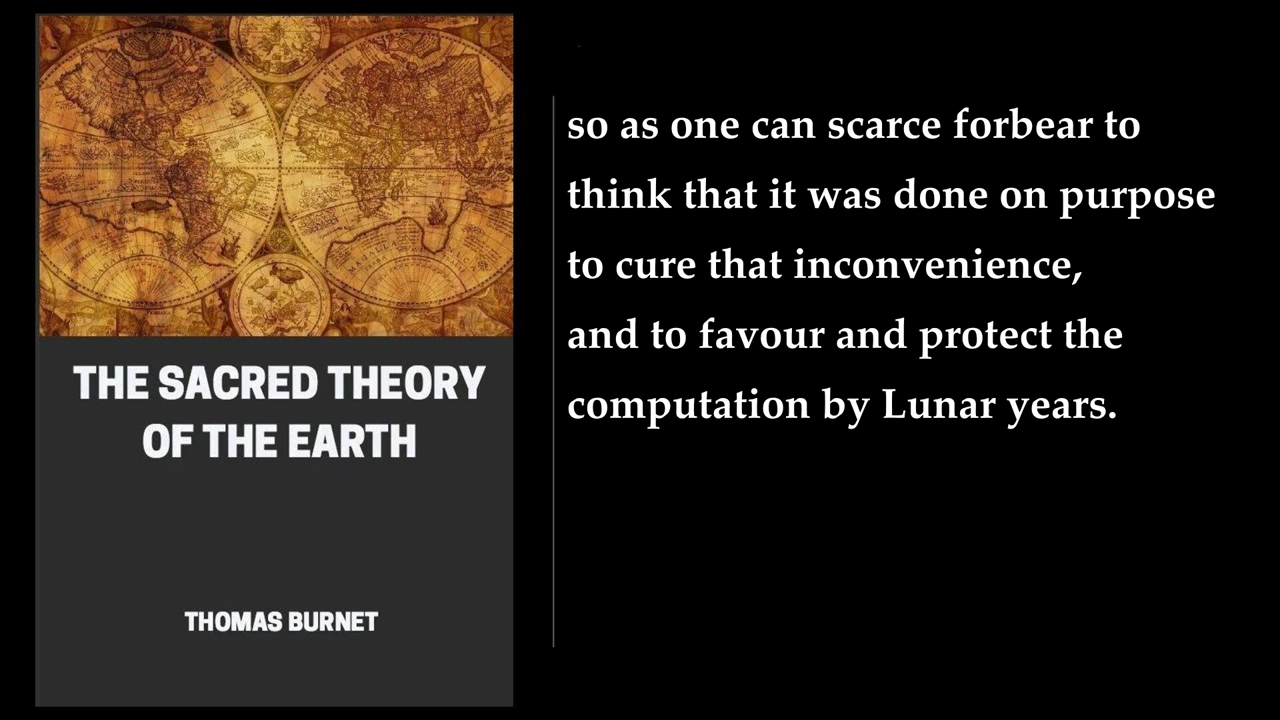 THE SACRED THEORY
OF THE EARTH
THOMAS BURNET
so as one can scarce forbear to
think that it was done on purpose
to cure that inconvenience,
and to favour and protect the
computation by Lunar years.